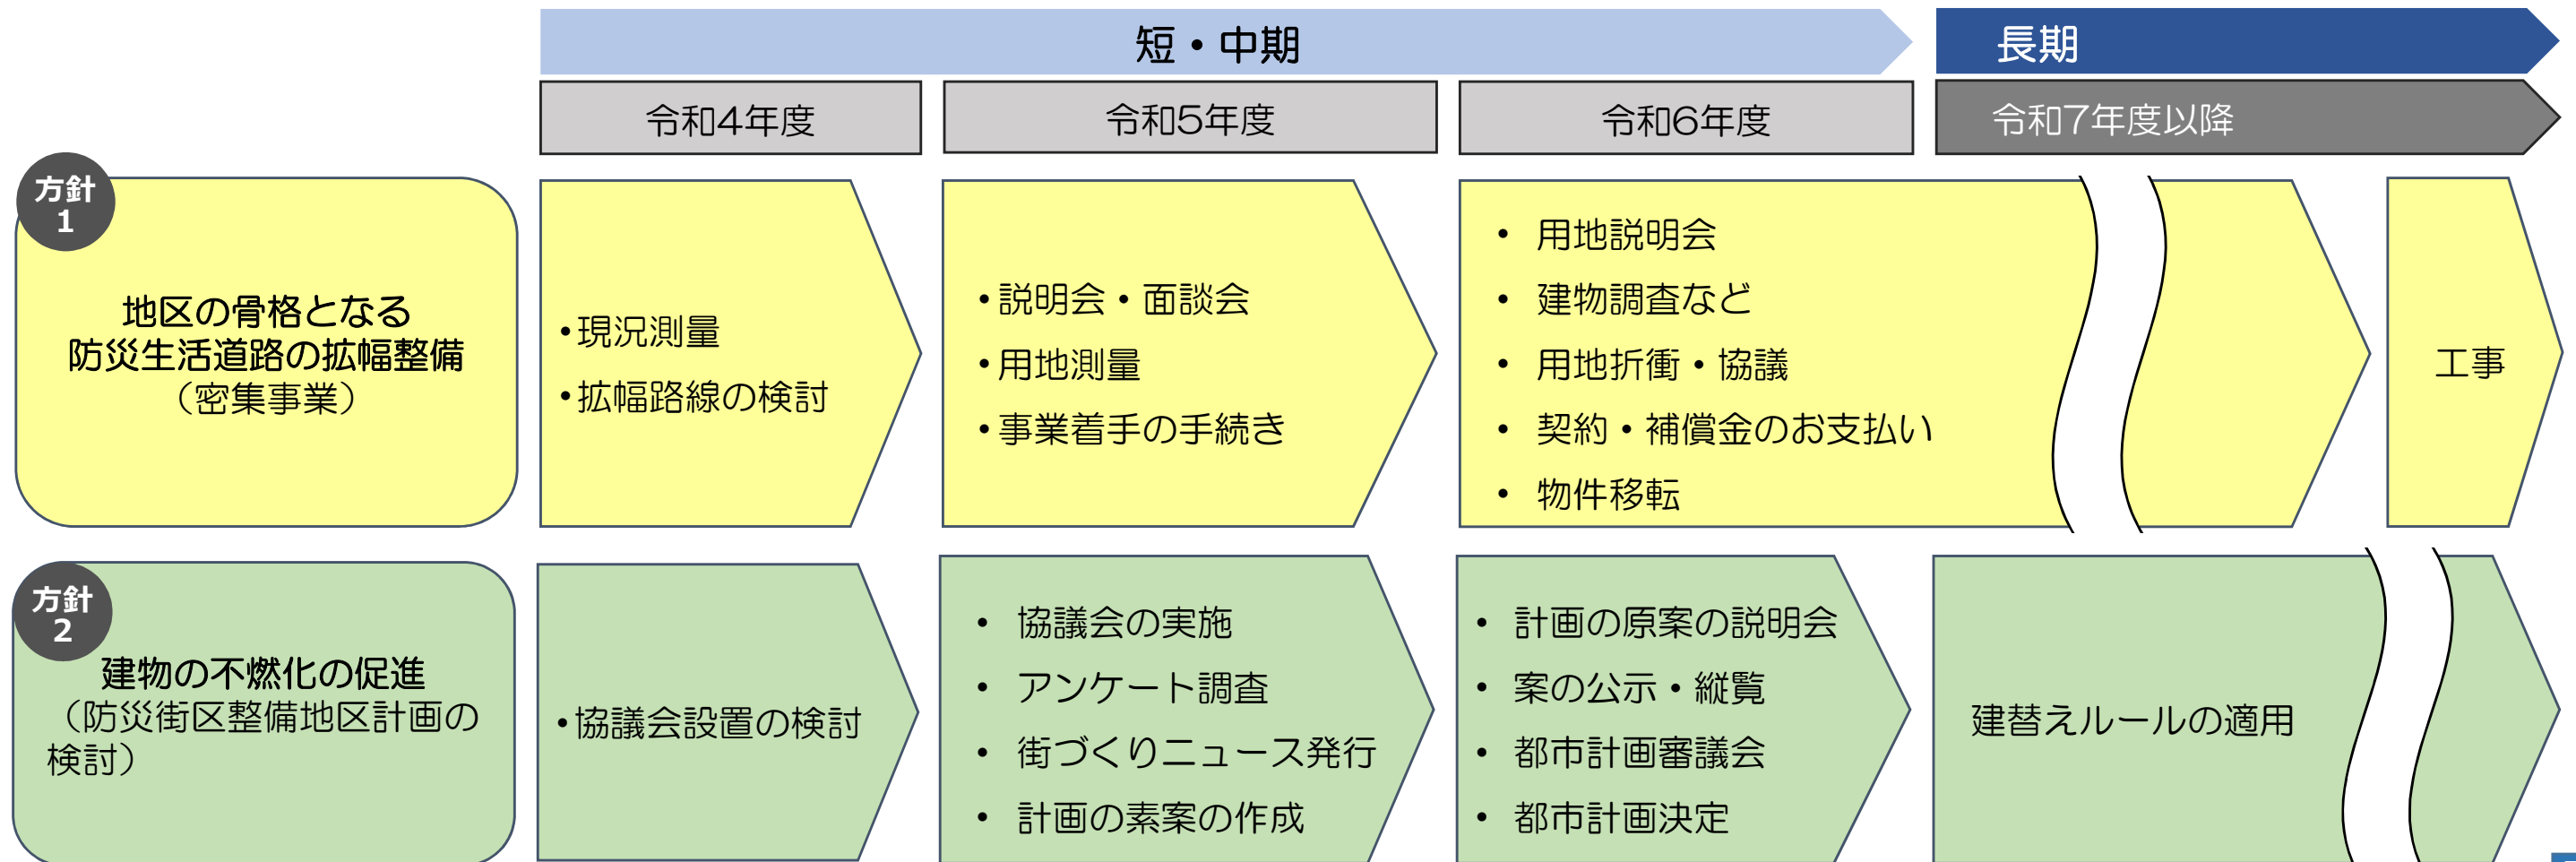 短・中期
長期
令和4年度
令和5年度
令和6年度
令和7年度以降
方針
1
地区の骨格となる
防災生活道路の拡幅整備
（密集事業）
•現況測量
•拡幅路線の検討
•説明会・面談会
•用地測量
•事業着手の手続き
• 用地説明会
• 建物調査など
• 用地折衝・協議
• 契約・補償金のお支払い
• 物件移転
工事
方針
2
建物の不燃化の促進
（防災街区整備地区計画の
検討）
•協議会設置の検討
• 協議会の実施
• アンケート調査
• 街づくりニュース発行
• 計画の素案の作成
• 計画の原案の説明会
• 案の公示・縦覧
• 都市計画審議会
• 都市計画決定
建替えルールの適用